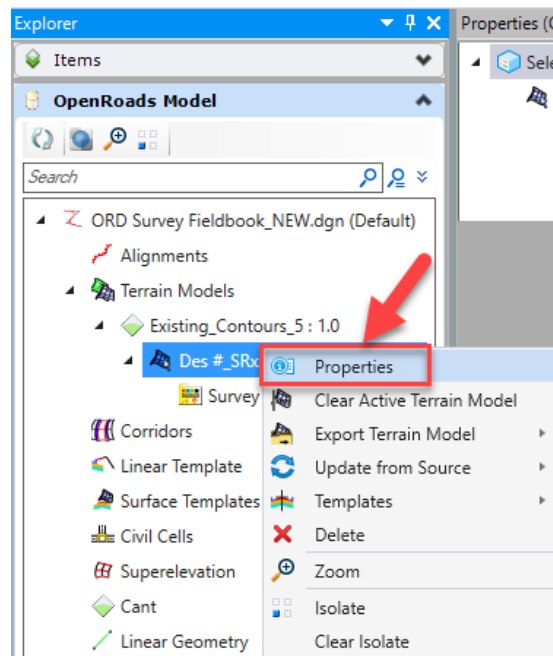 Explorer
Properties (
Items
OpenRoads Model
Search
ORD Survey Fieldbook_NEW.dgn (Default)
Alignments
Terrain Models
Existing_Contours_5 : 1.0
Des #_SRx
Survey
Corridors
Linear Template
Surface Templates
Civil Cells
Superelevation
Cant
Linear Geometry
Properties
Clear Active Terrain Model
Export Terrain Model
Update from Source
Templates
Delete
Zoom
Isolate
Clear Isolate
Sele